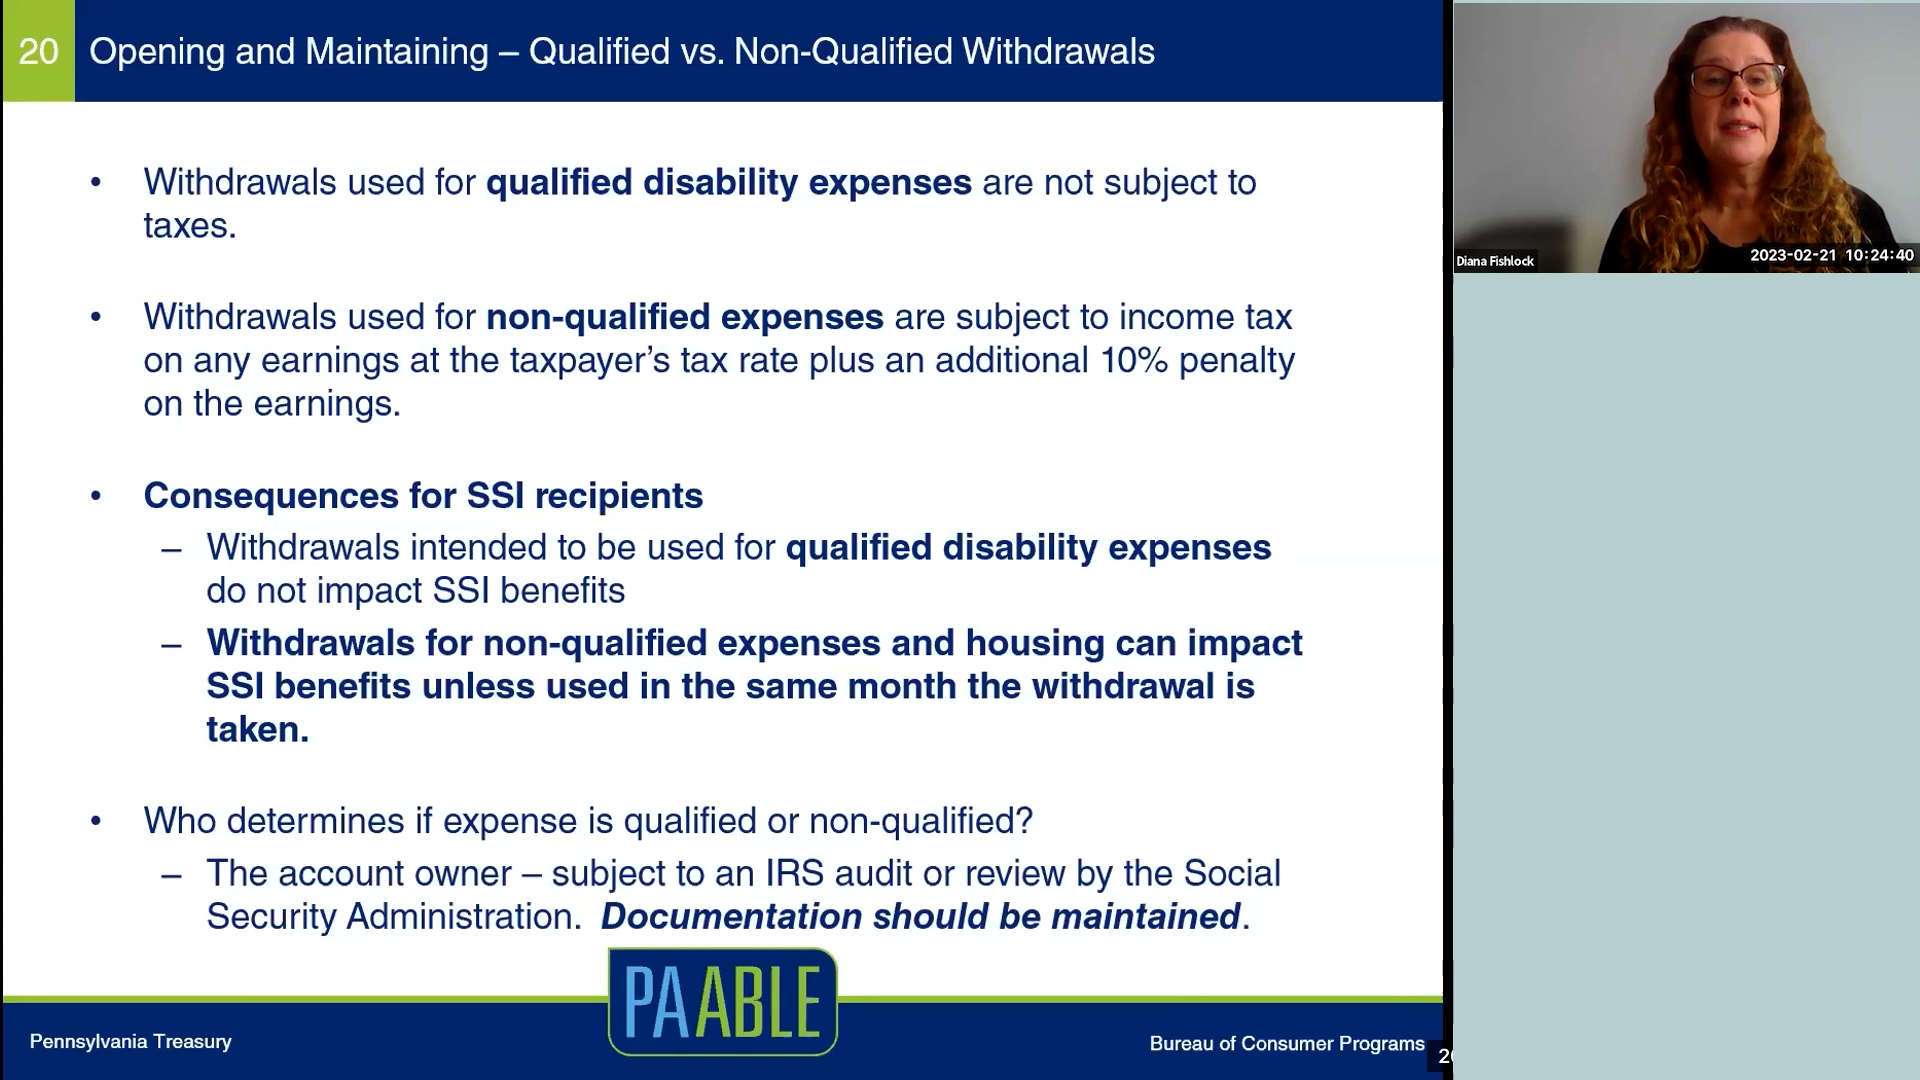 20 Opening and Maintaining – Qualified vs. Non-Qualified Withdrawals
• Withdrawals used for qualified disability expenses are not subject to
taxes.
• Withdrawals used for non-qualified expenses are subject to income tax
on any earnings at the taxpayer’s tax rate plus an additional 10% penalty
on the earnings.
• Consequences for SSI recipients
– Withdrawals intended to be used for qualified disability expenses
do not impact SSI benefits
– Withdrawals for non-qualified expenses and housing can impact
SSI benefits unless used in the same month the withdrawal is
taken.
• Who determines if expense is qualified or non-qualified?
– The account owner – subject to an IRS audit or review by the Social
Security Administration. Documentation should be maintained.
PAABLE
Pennsylvania Treasury
Bureau of Consumer Programs
Diana Fishlock
2023-02-21 10:24:40